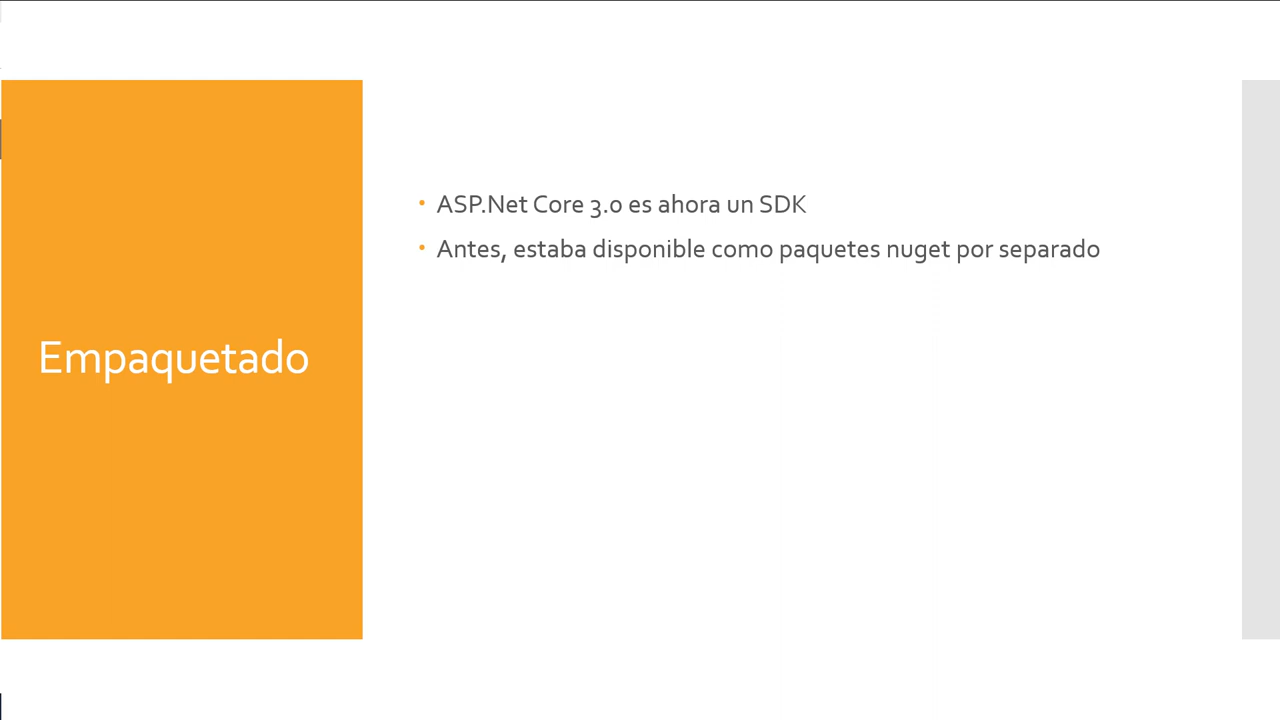 Empaquetado
ASP.Net Core 3.0 es ahora un SDK
Antes, estaba disponible como paquetes nuget por separado